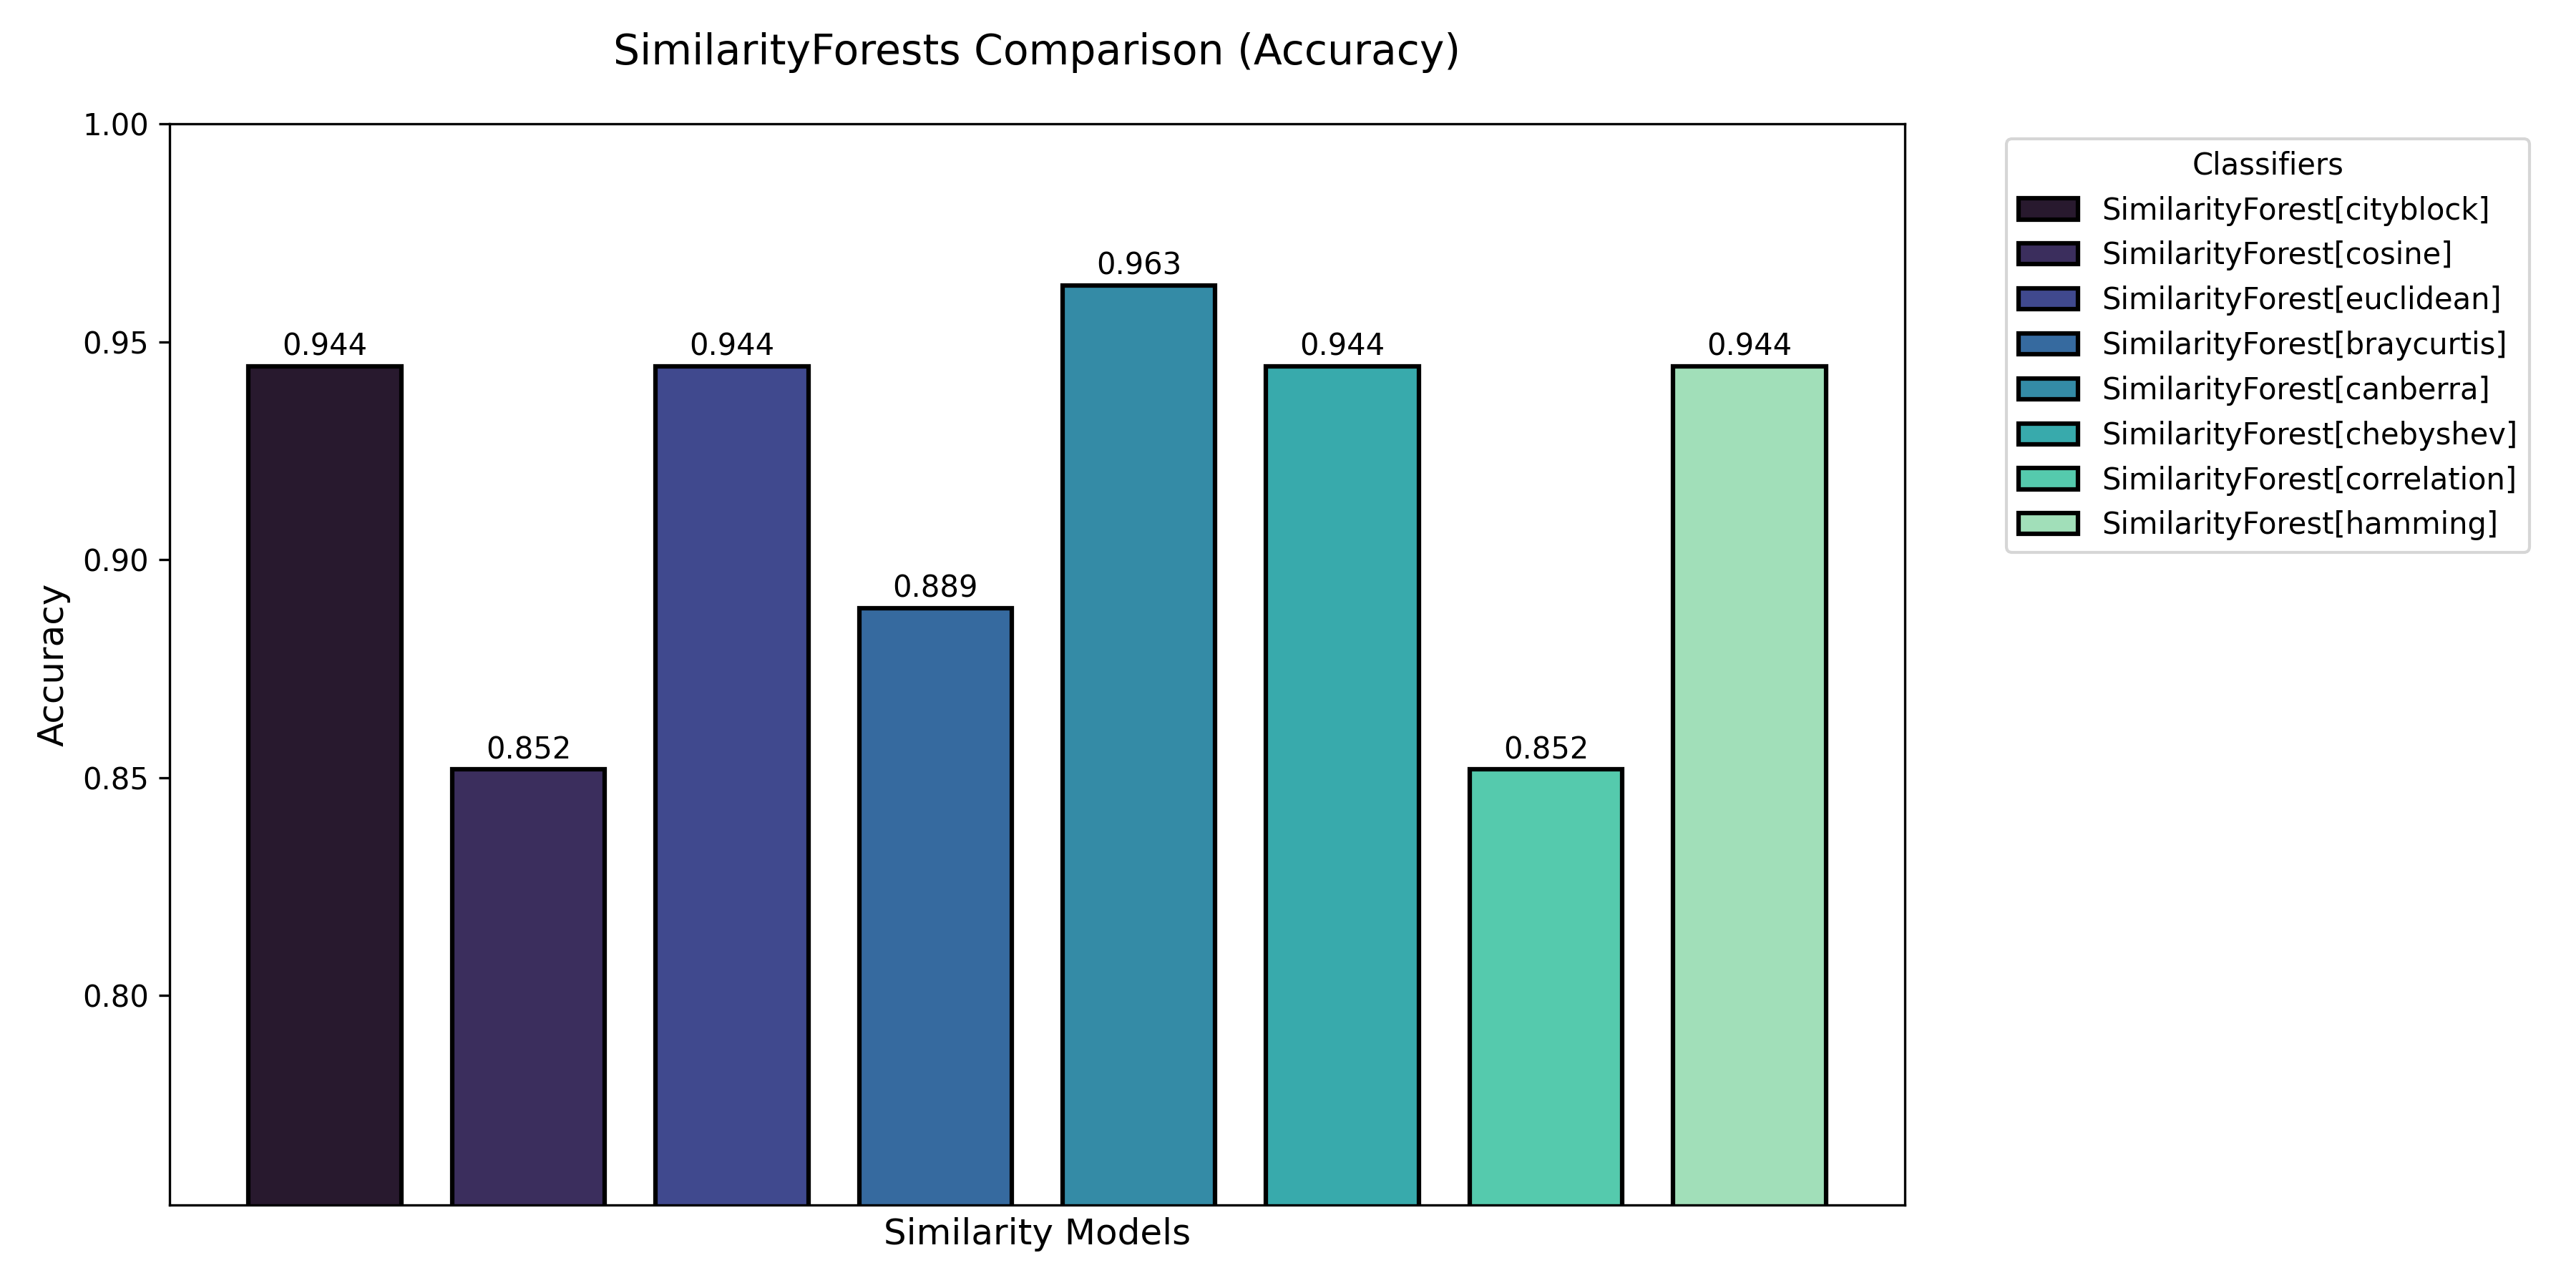 SimilarityForests Comparison (Accuracy)
1.00
0.95
0.90
0.85
0.80
Accuracy
0.944
0.852
0.944
0.889
0.963
0.944
0.852
0.944
Similarity Models
Classifiers
SimilarityForest[cityblock]
SimilarityForest[cosine]
SimilarityForest[euclidean]
SimilarityForest[braycurtis]
SimilarityForest[canberra]
SimilarityForest[chebyshev]
SimilarityForest[correlation]
SimilarityForest[hamming]